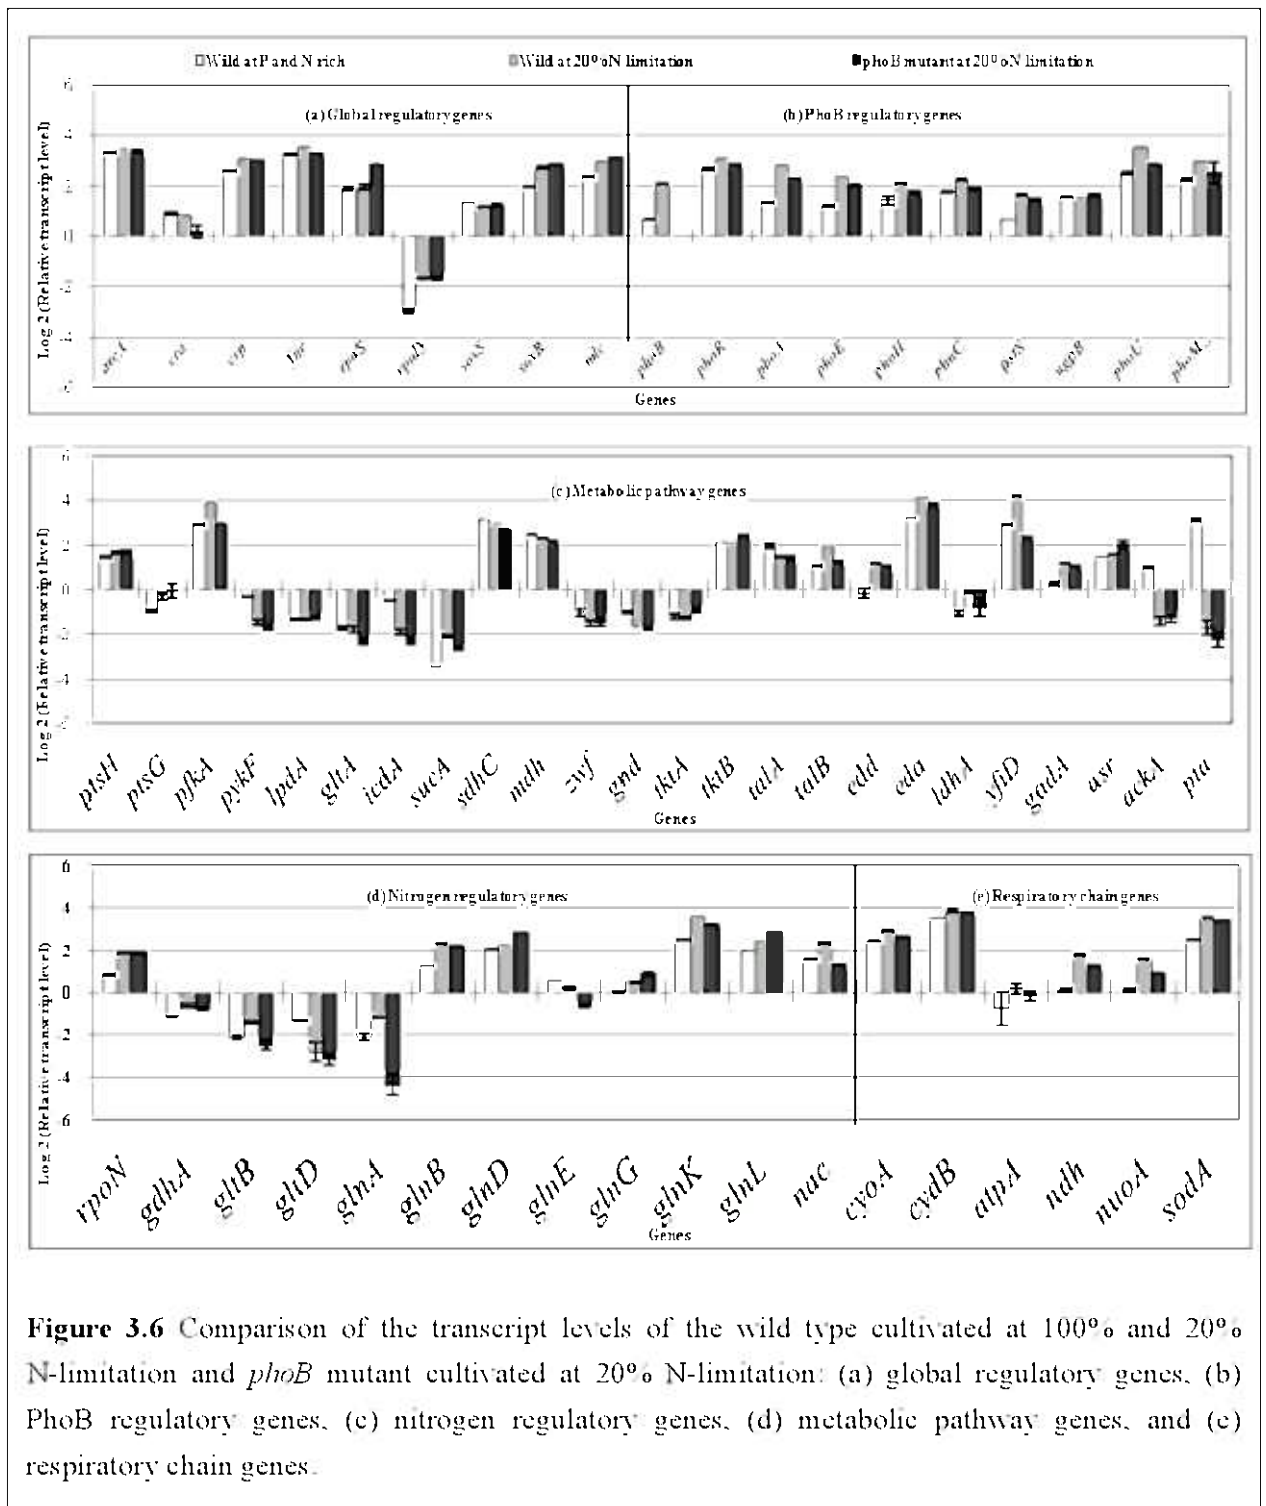 Wild at P and N rich
Wild at 20% N limitation
phoB mutant at 20% N limitation
(a) Global regulatory genes
(b) PhoB regulatory genes
Log 2 (Relative transcript level)
6
4
2
0
-2
-4
-6
arcA cra crp fnr rpoS rpoD soxS soxR mlc phoB phoR phoA phoE phoH phnC pstS ugpB phoU phoM
Genes
(c) Metabolic pathway genes
Log 2 (Relative transcript level)
6
4
2
0
-2
-4
-6
ptsH ptsG pfkA pykF lpdA gltA icdA sucA sdhC mdh zwf gnd tktA tktB talA talB edd eda ldhA yfiD gadA asr ackA pta
Genes
(d) Nitrogen regulatory genes
(e) Respiratory chain genes
Log 2 (Relative transcript level)
6
4
2
0
-2
-4
-6
rpoN gdhA gltB gltD glnA glnB glnD glnE glnG glnK glnL nac cyoA cydB atpA ndh nuoA sodA
Genes
Figure 3.6 Comparison of the transcript levels of the wild type cultivated at 100% and 20%
N-limitation and phoB mutant cultivated at 20% N-limitation: (a) global regulatory genes, (b)
PhoB regulatory genes, (c) nitrogen regulatory genes, (d) metabolic pathway genes, and (e)
respiratory chain genes.